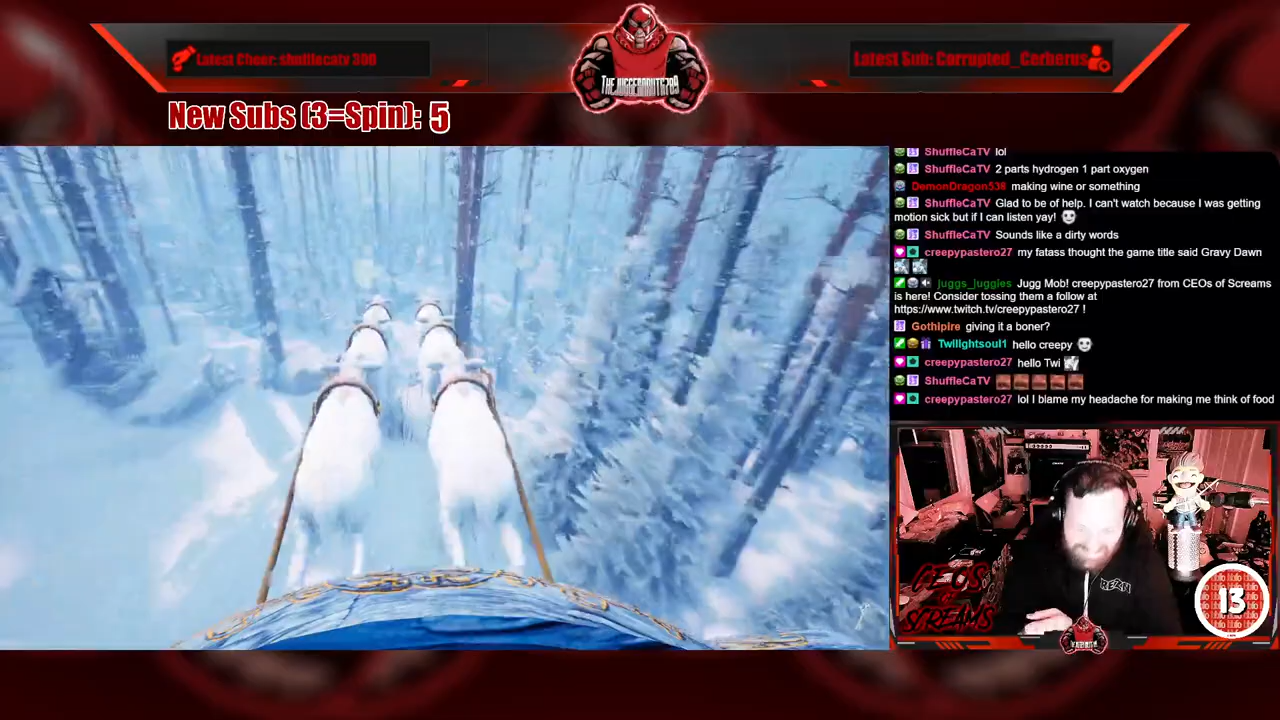 Latest Cheer: shufflecatv 300
Latest Sub: Corrupted_Cerberus
THEJUGGERNAUT6789
New Subs (3=Spin): 5
ShuffleCaTV lol
ShuffleCaTV 2 parts hydrogen 1 part oxygen
DemonDragon538 making wine or something
ShuffleCaTV Glad to be of help. I can't watch because I was getting
motion sick but if I can listen yay!
ShuffleCaTV Sounds like a dirty words
creepypastero27 my fatass thought the game title said Gravy Dawn
juggs_juggies Jugg Mob! creepypastero27 from CEOs of Screams
is here! Consider tossing them a follow at
https://www.twitch.tv/creepypastero27 !
Gothipire giving it a boner?
Twilightsoul1 hello creepy
creepypastero27 hello Twi
ShuffleCaTV
creepypastero27 lol I blame my headache for making me think of food
CEOS
OF
SCREAMS
13